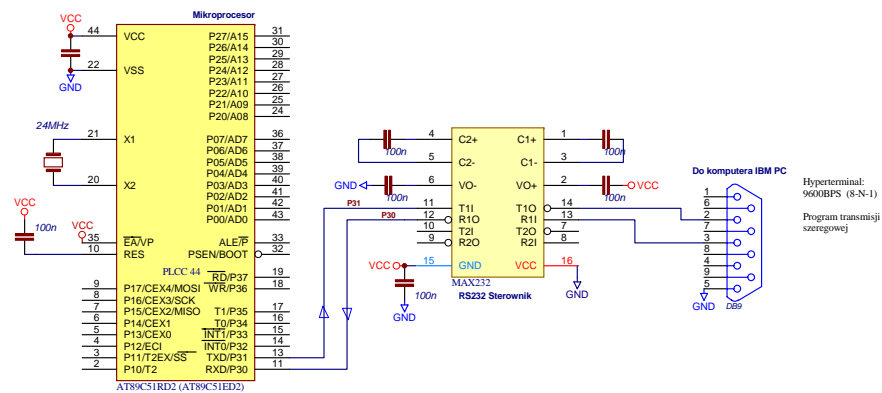 Mikroprocesor
VCC
44 VCC P27/A15 31
P26/A14 30
P25/A13 29
22 VSS P24/A12 28
GND
P23/A11 27
P22/A10 26
P21/A09 25
P20/A08 24
24MHz
21 X1 P07/AD7 36
P06/AD6 37
P05/AD5 38
P04/AD4 39
20 X2 P03/AD3 40
P02/AD2 41
P01/AD1 42
P00/AD0 43
VCC
VCC
100n
35 EA/VP ALE/P 33
10 RES PSEN/BOOT 32
PLCC 44
RD/P37 19
9 P17/CEX4/MOSI WR/P36 18
8 P16/CEX3/SCK
7 P15/CEX2/MISO T1/P35 17
6 P14/CEX1 T0/P34 16
5 P13/CEX0 INT1/P33 15
4 P12/ECI INT0/P32 14
3 P11/T2EX/SS TXD/P31 13
2 P10/T2 RXD/P30 11
AT89C51RD2 (AT89C51ED2)
P31
P30
100n
4 C2+ C1+ 1
100n
5 C2- C1- 3
GND
100n
6 VO- VO+ 2
100n
VCC
11 T1I T1O 14
12 R1O R1I 13
10 T2I T2O 7
9 R2O R2I 8
VCC
15 GND VCC 16
MAX232
RS232 Sterownik
100n
GND
GND
Do komputera IBM PC
1
6
2
7
3
8
4
9
5
GND
DB9
Hyperterminal:
9600BPS (8-N-1)
Program transmisji
szeregowej